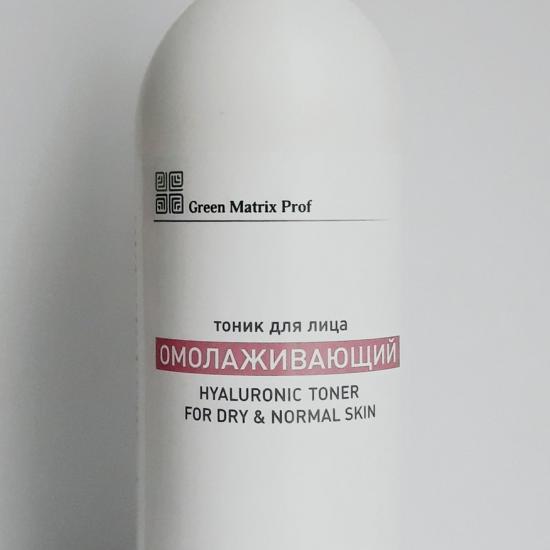 Green Matrix Prof
тоник для лица
ОМОЛАЖИВАЮЩИЙ
HYALURONIC TONER
FOR DRY & NORMAL SKIN